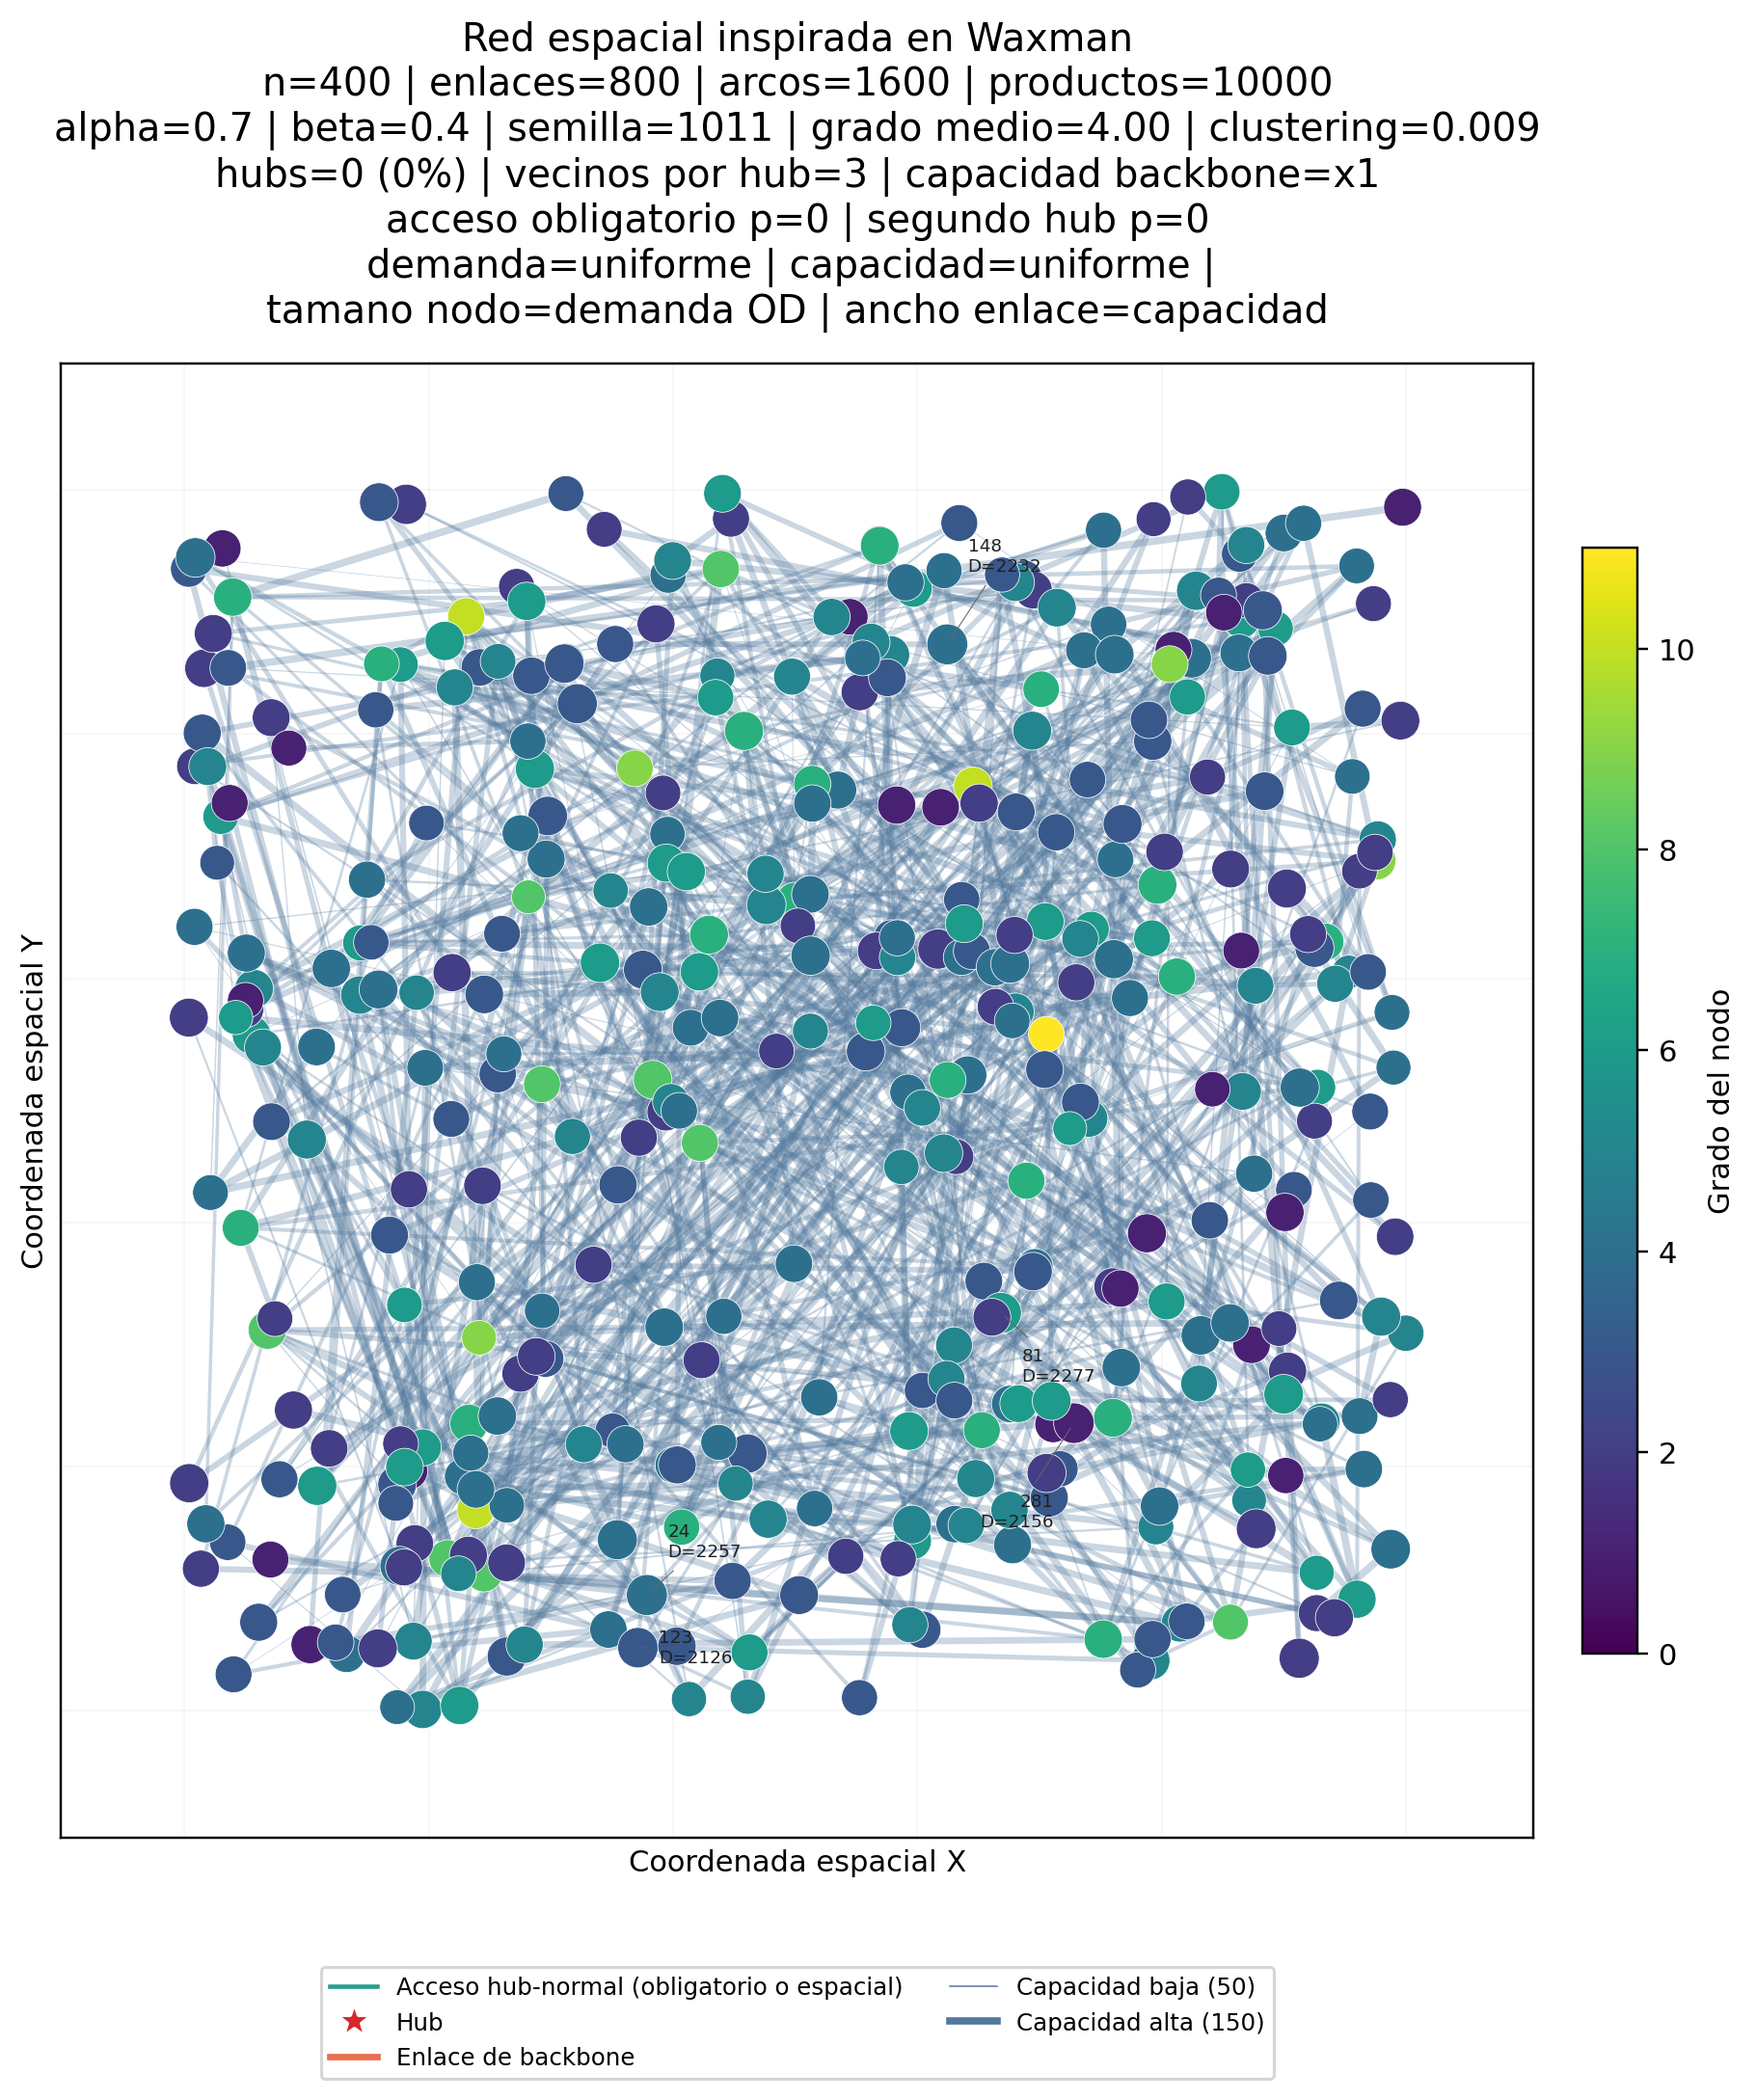 Red espacial inspirada en Waxman
n=400 | enlaces=800 | arcos=1600 | productos=10000
alpha=0.7 | beta=0.4 | semilla=1011 | grado medio=4.00 | clustering=0.009
hubs=0 (0%) | vecinos por hub=3 | capacidad backbone=x1
acceso obligatorio p=0 | segundo hub p=0
demanda=uniforme | capacidad=uniforme |
tamano nodo=demanda OD | ancho enlace=capacidad
148
D=2232
81
D=2277
281
D=2156
24
D=2257
123
D=2126
Coordenada espacial Y
Coordenada espacial X
10
8
6
4
2
0
Grado del nodo
Acceso hub-normal (obligatorio o espacial)
Hub
Enlace de backbone
Capacidad baja (50)
Capacidad alta (150)